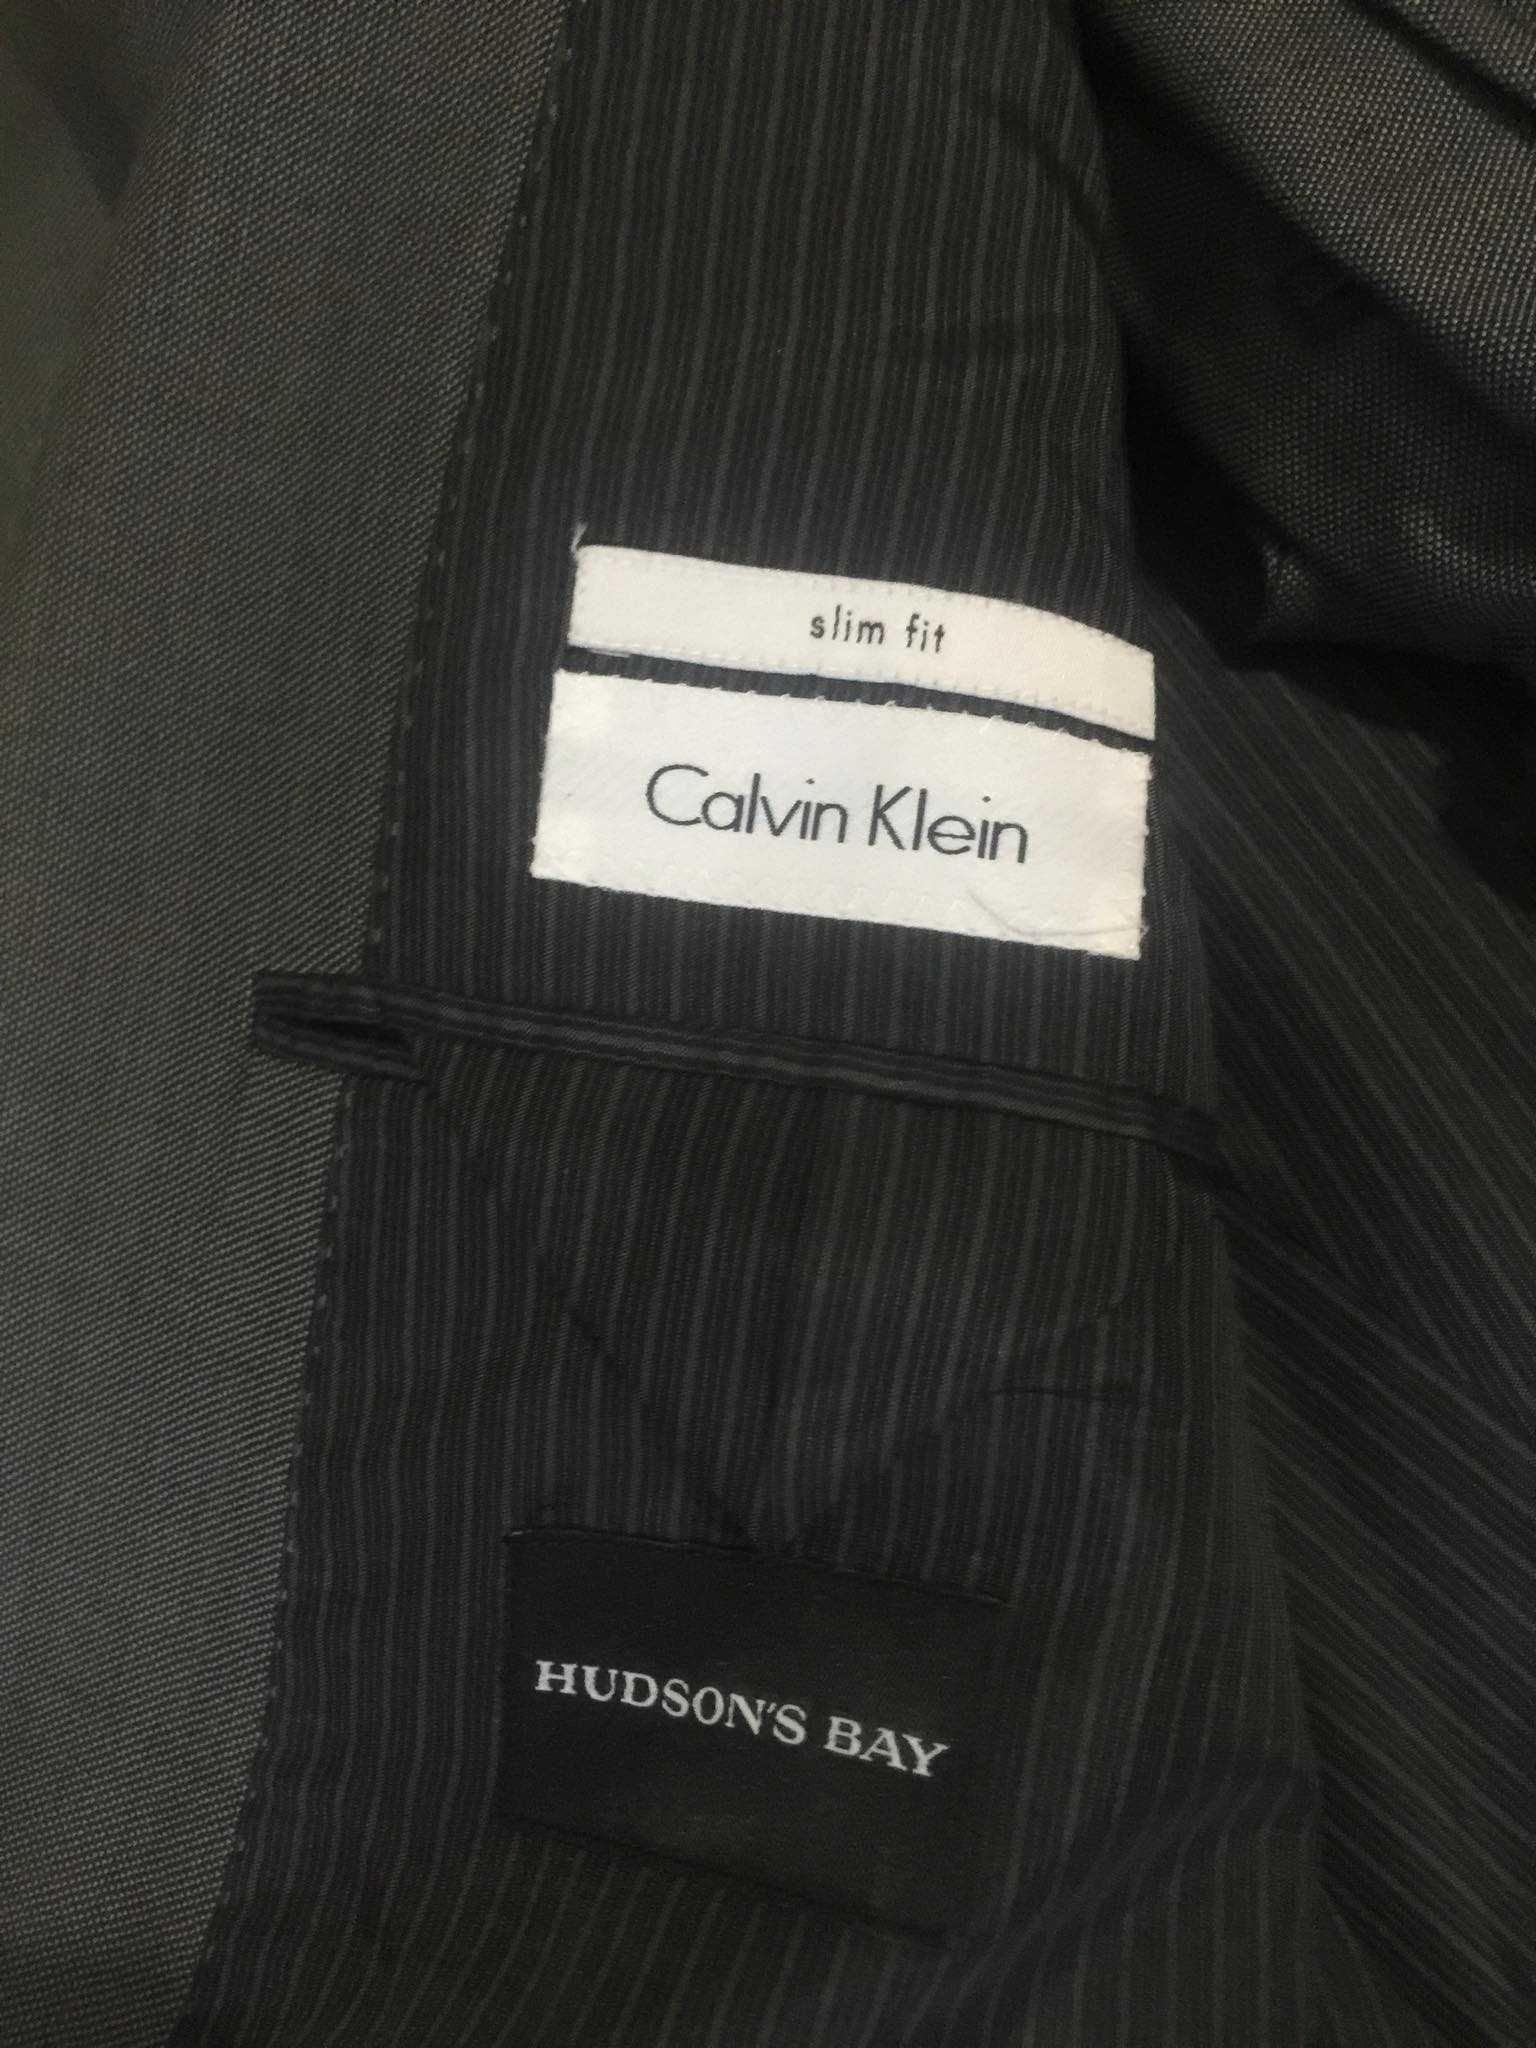 slim fit
Calvin Klein
HUDSON'S BAY